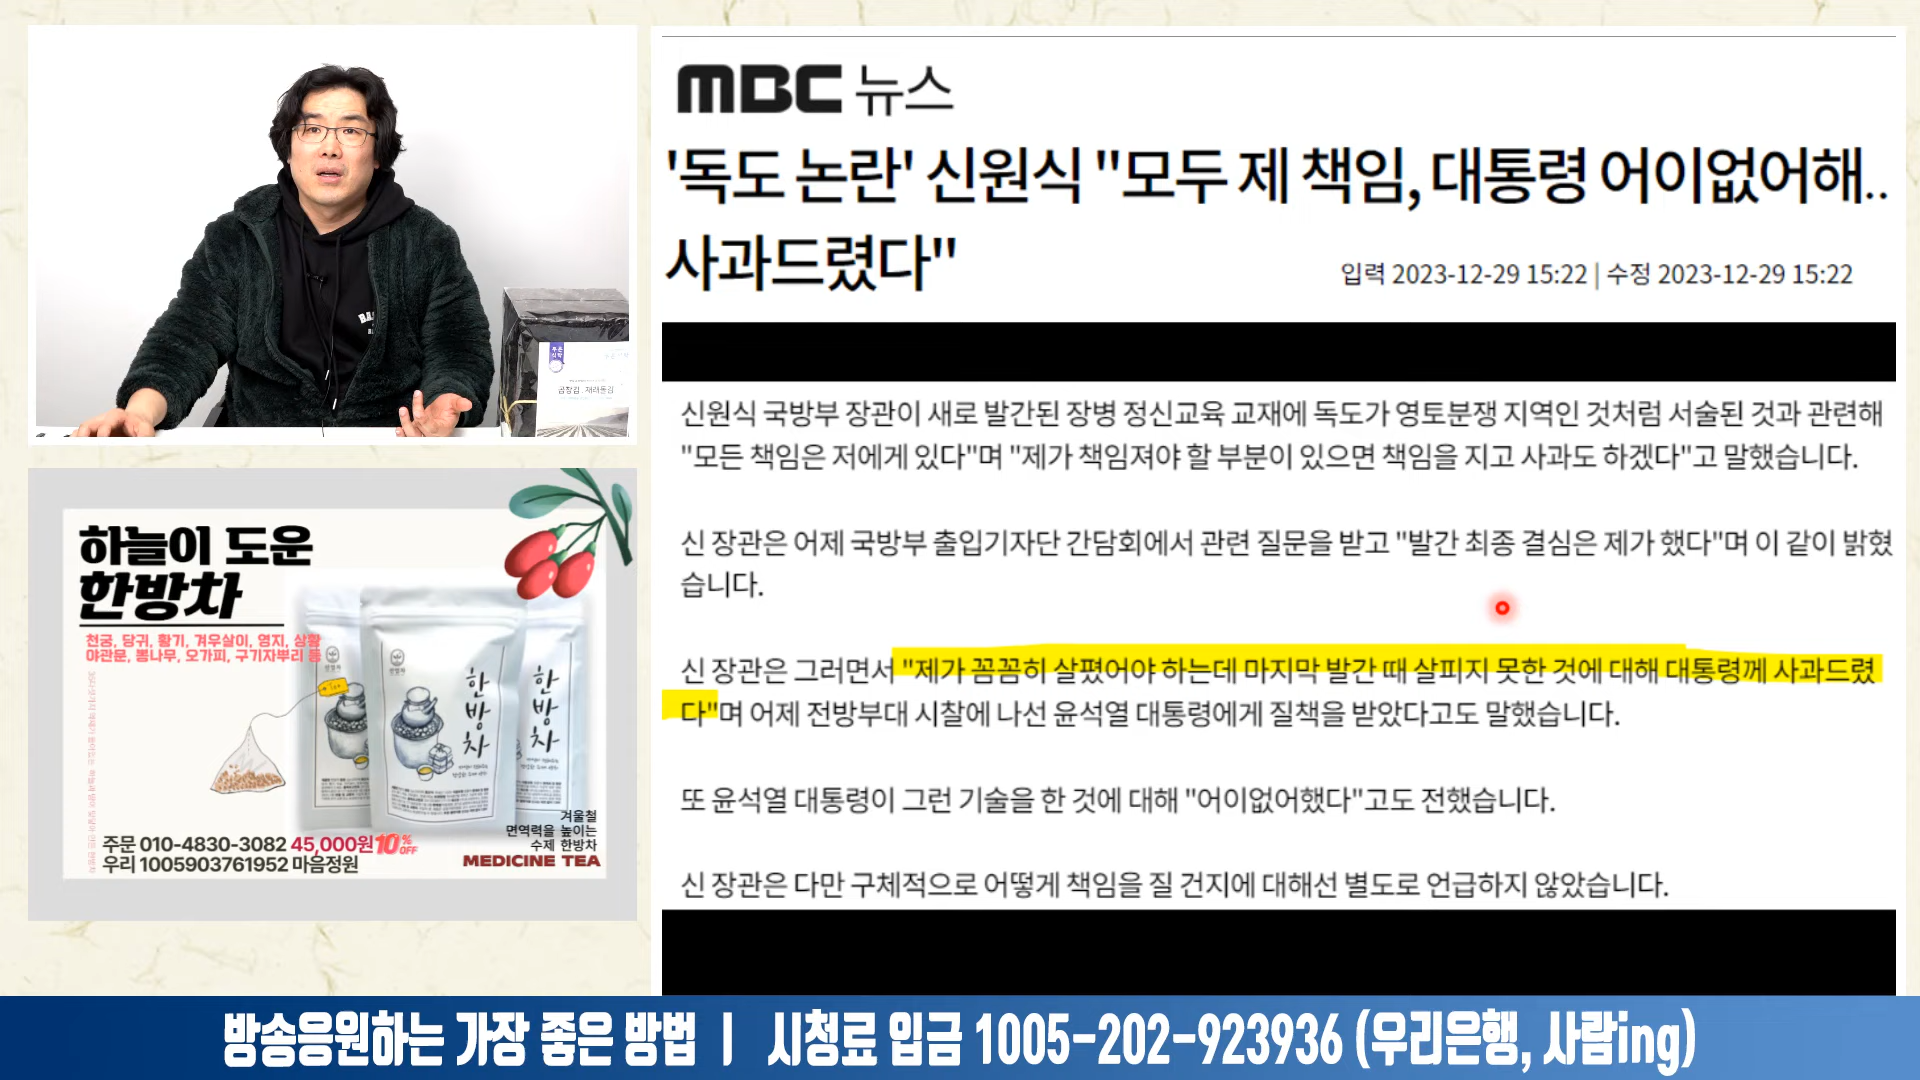 MBC 뉴스
'독도 논란' 신원식 "모두 제 책임, 대통령 어이없어해..
사과드렸다"
입력 2023-12-29 15:22 | 수정 2023-12-29 15:22
신원식 국방부 장관이 새로 발간된 장병 정신교육 교재에 독도가 영토분쟁 지역인 것처럼 서술된 것과 관련해
"모든 책임은 저에게 있다"며 "제가 책임져야 할 부분이 있으면 책임을 지고 사과도 하겠다"고 말했습니다.
신 장관은 어제 국방부 출입기자단 간담회에서 관련 질문을 받고 "발간 최종 결심은 제가 했다"며 이 같이 밝혔
습니다.
신 장관은 그러면서 "제가 꼼꼼히 살폈어야 하는데 마지막 발간 때 살피지 못한 것에 대해 대통령께 사과드렸
다"며 어제 전방부대 시찰에 나선 윤석열 대통령에게 질책을 받았다고도 말했습니다.
또 윤석열 대통령이 그런 기술을 한 것에 대해 "어이없어했다"고도 전했습니다.
신 장관은 다만 구체적으로 어떻게 책임을 질 건지에 대해선 별도로 언급하지 않았습니다.
곱창김. 재래돌김
하늘이 도운
한방차
천궁, 당귀, 황기, 겨우살이, 영지, 상황
야관문, 뽕나무, 오가피, 구기자뿌리 등
한방차
한방차
겨울철
면역력을 높이는
수제 한방차
MEDICINE TEA
주문 010-4830-3082 45,000원 10% OFF
우리 1005903761952 마음정원
방송응원하는 가장 좋은 방법 | 시청료 입금 1005-202-923936 (우리은행, 사람ing)